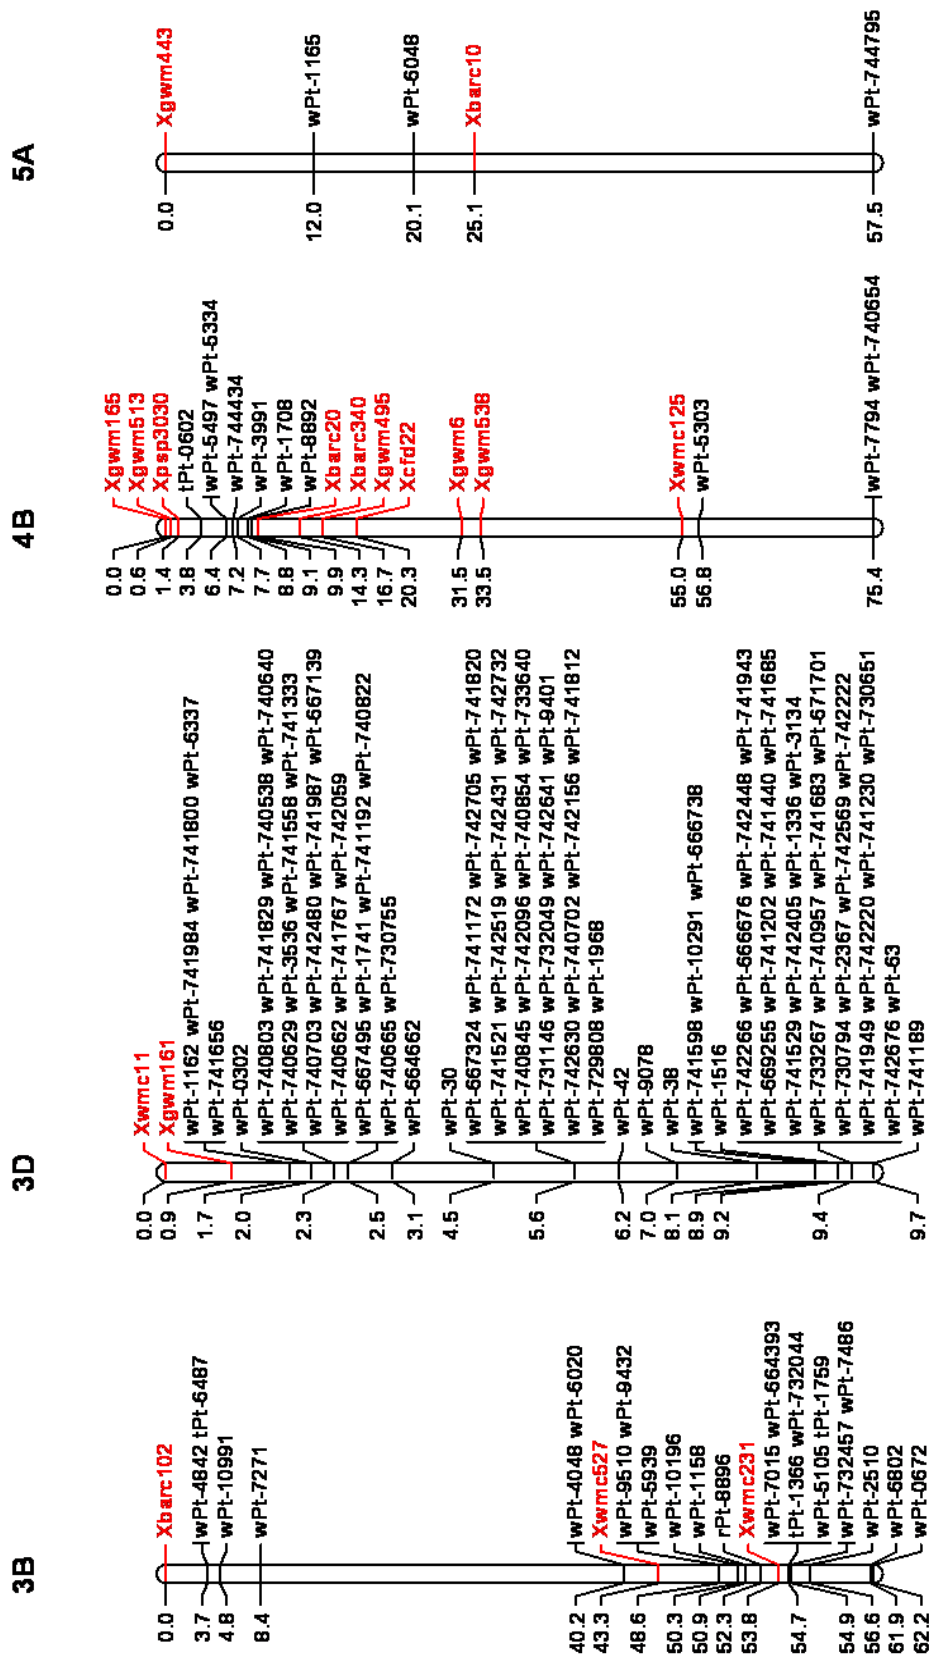 3B 3D 4B 5A
0.0 Xbarc102
3.7 wPt-4842 tPt-6487
4.8 wPt-10991
8.4 wPt-7271
40.2 wPt-4048 wPt-6020
43.3 Xwmc527
wPt-9510 wPt-9432
48.6 wPt-5939
50.3 wPt-10196
50.9 wPt-1158
52.3 rPt-8896
53.8 Xwmc231
wPt-7015 wPt-664393
54.7 tPt-1366 wPt-732044
wPt-5105 tPt-1759
54.9 wPt-732457 wPt-7486
56.6 wPt-2510
61.9 wPt-6802
62.2 wPt-0672
0.0 Xwmc11
0.9 Xgwm161
wPt-1162 wPt-741984 wPt-741800 wPt-6337
1.7 wPt-741656
2.0 wPt-0302
wPt-740803 wPt-741829 wPt-740538 wPt-740640
wPt-740629 wPt-3536 wPt-741558 wPt-741333
2.3 wPt-740703 wPt-742480 wPt-741987 wPt-667139
wPt-740662 wPt-741767 wPt-742059
wPt-667495 wPt-1741 wPt-741192 wPt-740822
2.5 wPt-740665 wPt-730755
3.1 wPt-664662
4.5 wPt-30
wPt-667324 wPt-741172 wPt-742705 wPt-741820
wPt-741521 wPt-742519 wPt-742431 wPt-742732
wPt-740845 wPt-742096 wPt-740854 wPt-733640
5.6 wPt-731146 wPt-732049 wPt-742641 wPt-9401
wPt-742630 wPt-740702 wPt-742156 wPt-741812
wPt-729808 wPt-1968
6.2 wPt-42
7.0 wPt-9078
8.1 wPt-38
8.9 wPt-741598 wPt-10291 wPt-666738
9.2 wPt-1516
wPt-742266 wPt-666676 wPt-742448 wPt-741943
wPt-669255 wPt-741202 wPt-741440 wPt-741685
wPt-741529 wPt-742405 wPt-1336 wPt-3134
9.4 wPt-733267 wPt-740957 wPt-741683 wPt-671701
wPt-730794 wPt-2367 wPt-742569 wPt-742222
wPt-741949 wPt-742220 wPt-741230 wPt-730651
wPt-742676 wPt-63
9.7 wPt-741189
0.0 Xgwm165
0.6 Xgwm513
1.4 Xpsp3030
3.8 tPt-0602
6.4 wPt-5497 wPt-5334
7.2 wPt-744434
7.7 wPt-3991
8.8 wPt-1708
9.1 wPt-8892
9.9 Xbarc20
14.3 Xbarc340
16.7 Xgwm495
20.3 Xcfd22
31.5 Xgwm6
33.5 Xgwm538
55.0 Xwmc125
56.8 wPt-5303
75.4 wPt-7794 wPt-740654
0.0 Xgwm443
12.0 wPt-1165
20.1 wPt-6048
25.1 Xbarc10
57.5 wPt-744795